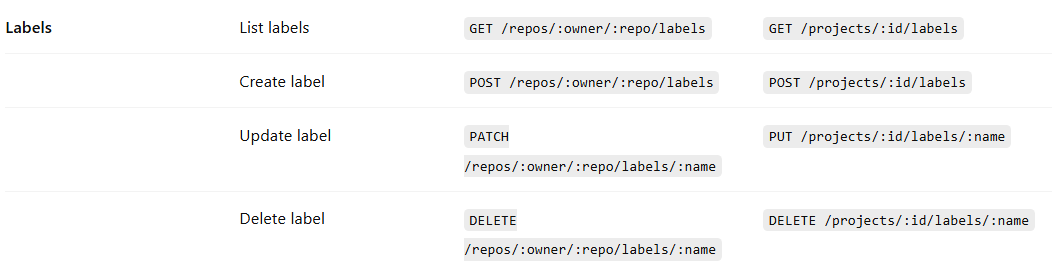 Labels List labels GET /repos/:owner/:repo/labels GET /projects/:id/labels
Create label POST /repos/:owner/:repo/labels POST /projects/:id/labels
Update label PATCH PUT /projects/:id/labels/:name
/repos/:owner/:repo/labels/:name
Delete label DELETE DELETE /projects/:id/labels/:name
/repos/:owner/:repo/labels/:name